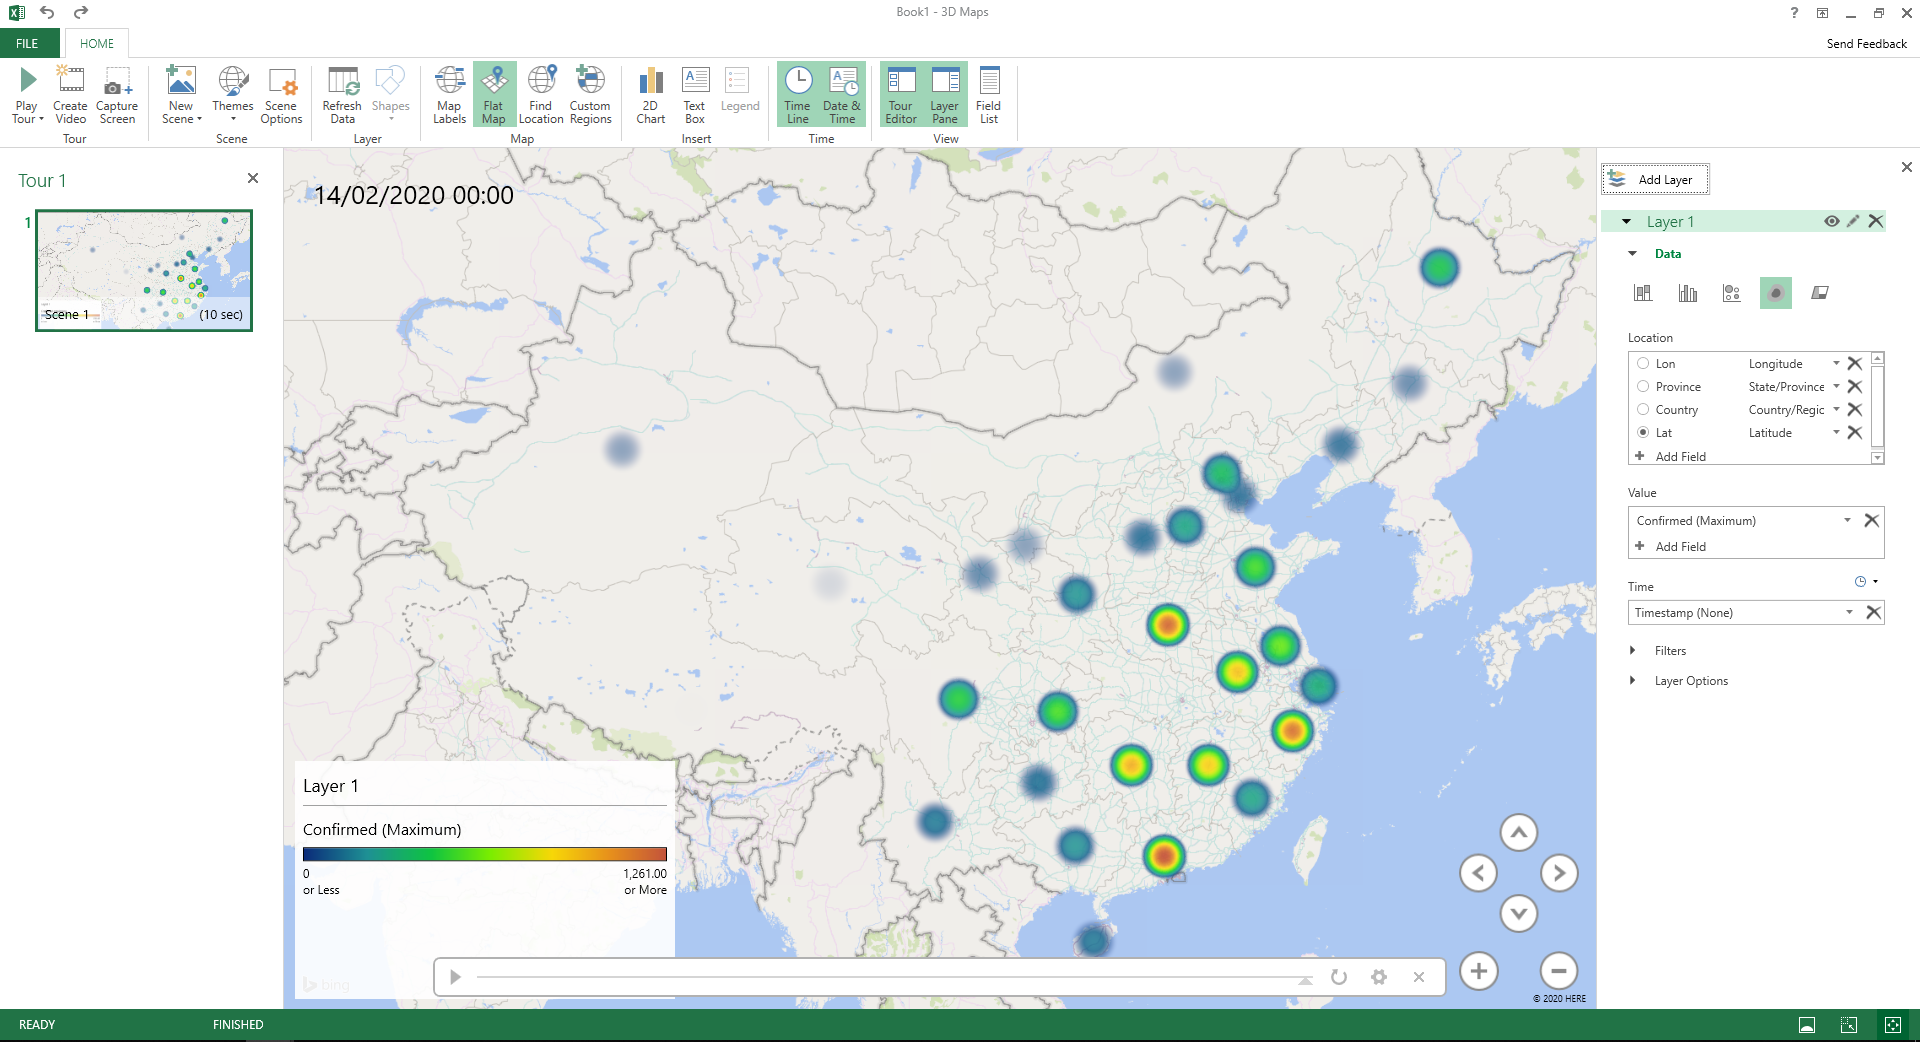 Book1 - 3D Maps
?
FILE
HOME
Send Feedback
Play Tour
Create Video
Capture Screen
Tour
New Scene
Themes
Scene Options
Scene
Refresh Data
Shapes
Layer
Map Labels
Flat Map
Find Location
Custom Regions
Map
2D Chart
Text Box
Legend
Insert
Time Line
Date & Time
Time
Tour Editor
Layer Pane
Field List
View
Tour 1
1
Scene 1 (10 sec)
14/02/2020 00:00
Layer 1
Confirmed (Maximum)
0 1,261.00
or Less or More
bing
© 2020 HERE
Add Layer
Layer 1
Data
Location
Lon Longitude
Province State/Province
Country Country/Regic
Lat Latitude
Add Field
Value
Confirmed (Maximum)
Add Field
Time
Timestamp (None)
Filters
Layer Options
READY FINISHED